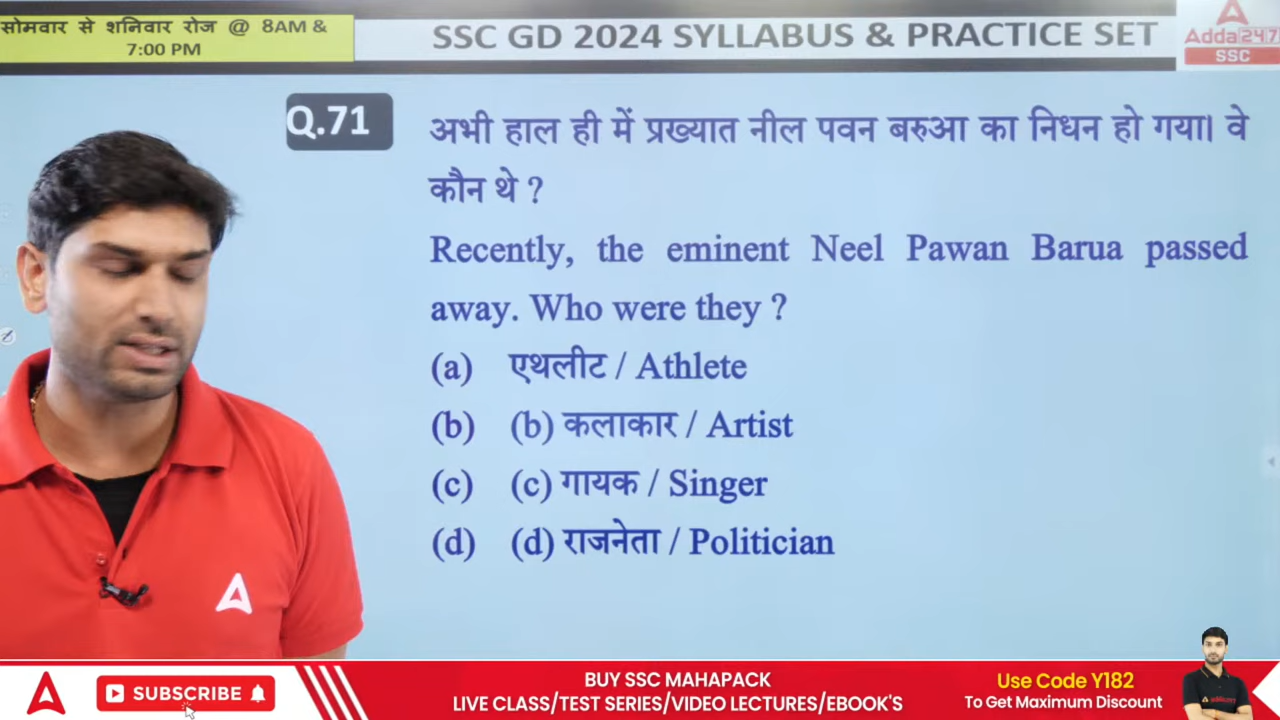 सोमवार से शनिवार रोज @ 8AM &
7:00 PM
SSC GD 2024 SYLLABUS & PRACTICE SET
Adda 247
SSC
Q.71
अभी हाल ही में प्रख्यात नील पवन बरुआ का निधन हो गया। वे
कौन थे ?
Recently, the eminent Neel Pawan Barua passed
away. Who were they ?
(a) एथलीट / Athlete
(b) (b) कलाकार / Artist
(c) (c) गायक / Singer
(d) (d) राजनेता / Politician
SUBSCRIBE
BUY SSC MAHAPACK
LIVE CLASS/TEST SERIES/VIDEO LECTURES/EBOOK'S
Use Code Y182
To Get Maximum Discount